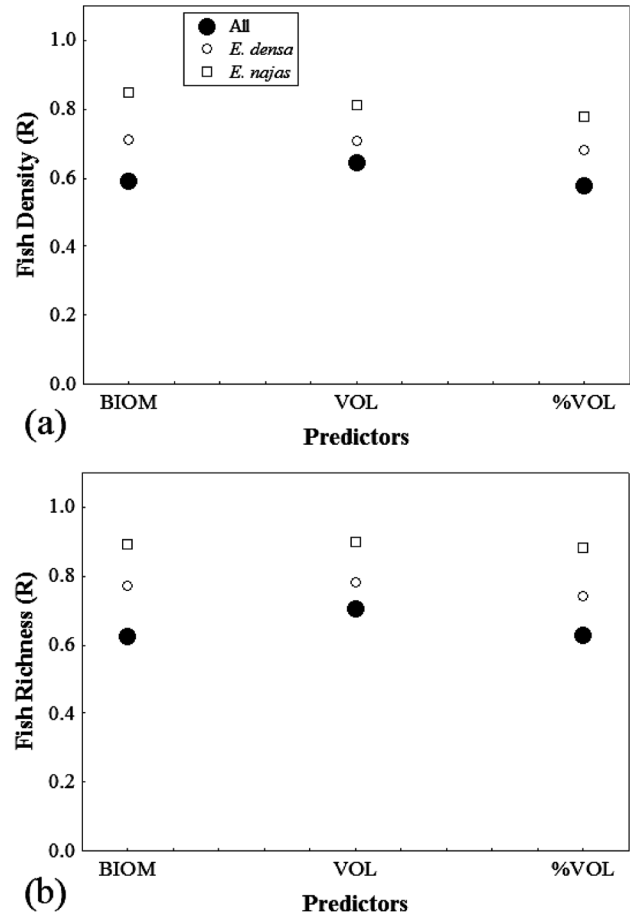 All
E. densa
E. najas
Fish Density (R)
1.0
0.8
0.6
0.4
0.2
0.0
BIOM VOL %VOL
(a)
Predictors
Fish Richness (R)
1.0
0.8
0.6
0.4
0.2
0.0
BIOM VOL %VOL
(b)
Predictors